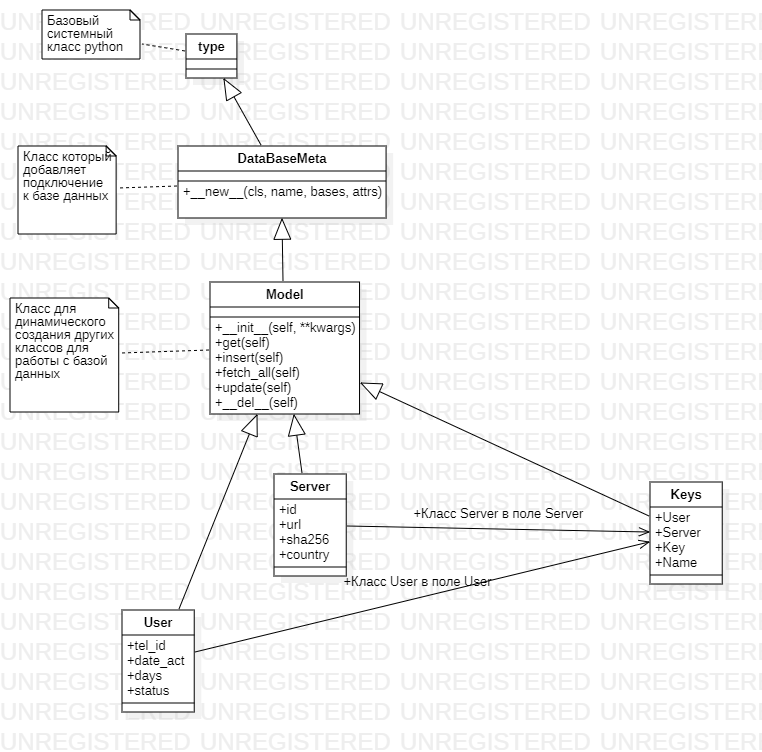 Базовый
системный
класс python
type
Класс который
добавляет
подключение
к базе данных
DataBaseMeta
+__new__(cls, name, bases, attrs)
Класс для
динамического
создания других
классов для
работы с базой
данных
Model
+__init__(self, **kwargs)
+get(self)
+insert(self)
+fetch_all(self)
+update(self)
+__del__(self)
Server
+id
+url
+sha256
+country
Keys
+User
+Server
+Key
+Name
+Класс Server в поле Server
+Класс User в поле User
User
+tel_id
+date_act
+days
+status
UNREGISTERED UNREGISTERED UNREGISTERED UNREGISTERED